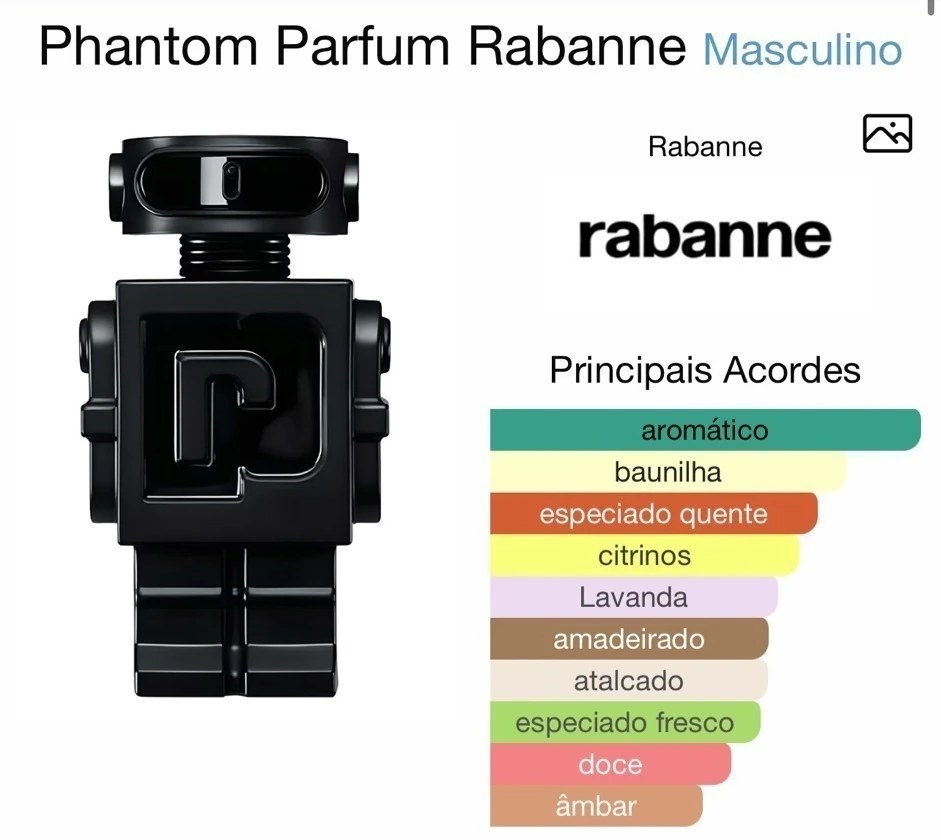 Phantom Parfum Rabanne Masculino
Rabanne
rabanne
Principais Acordes
aromático
baunilha
especiado quente
citrinos
Lavanda
amadeirado
atalcado
especiado fresco
doce
âmbar